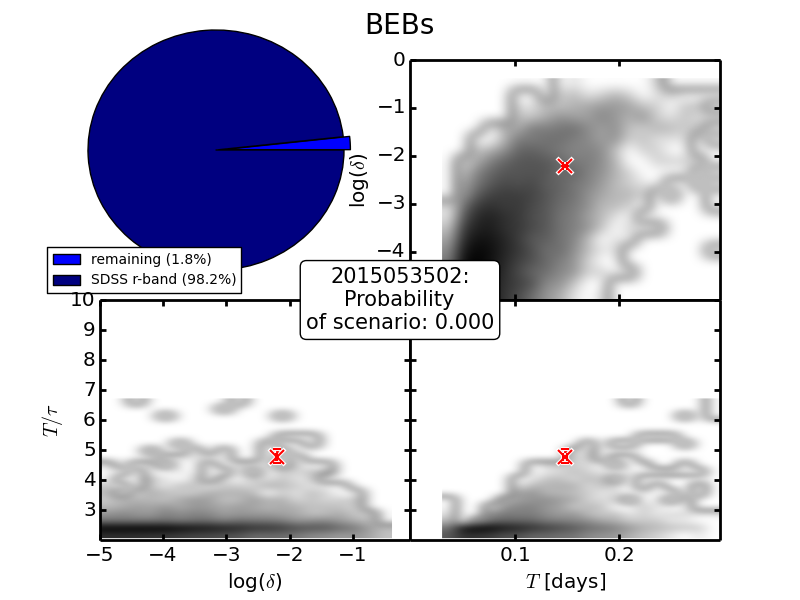 BEBs
0
−1
−2
−3
−4
log(δ)
remaining (1.8%)
SDSS r-band (98.2%)
2015053502:
Probability
of scenario: 0.000
10
9
8
7
6
5
4
3
T/τ
−5 −4 −3 −2 −1
log(δ)
0.1 0.2
T [days]